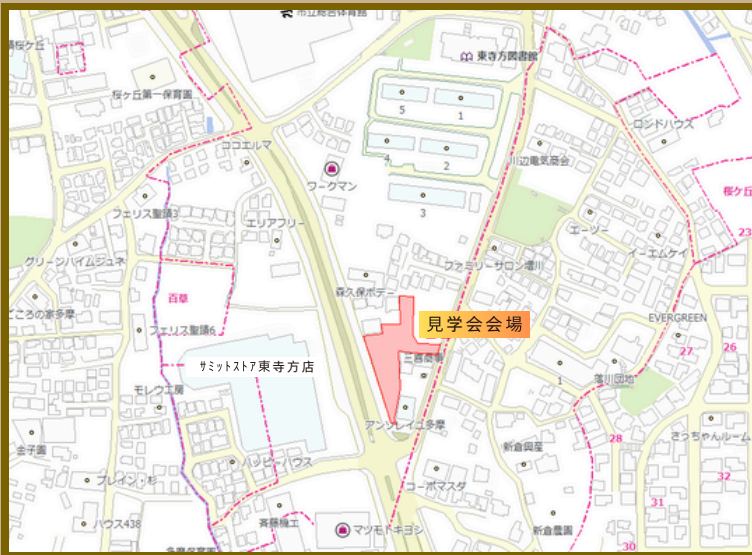 市立総合体育館
東寺方図書館
桜ケ丘第一保育園
ココエルマ
ワークマン
5
1
4
2
3
川辺電気商会
ロンドハウス
桜ケ丘
23
フェリス聖蹟3
エリアフリー
エーツー
イーエムケイ
グリーンハイムジュネ
ファミリーサロン増川
こころの家多摩
百草
森久保ボデー
見学会会場
EVERGREEN
フェリス聖蹟6
27
26
サミットストア東寺方店
モレウ工房
1
落川団地
アンソレイユ多摩
28
さっちゃんルーム
金子園
ハッピーハウス
新倉興産
ブレイン・杉
コーポマスダ
32
31
ハウス438
斉藤機工
マツモトキヨシ
新倉農園
30
多摩保育園